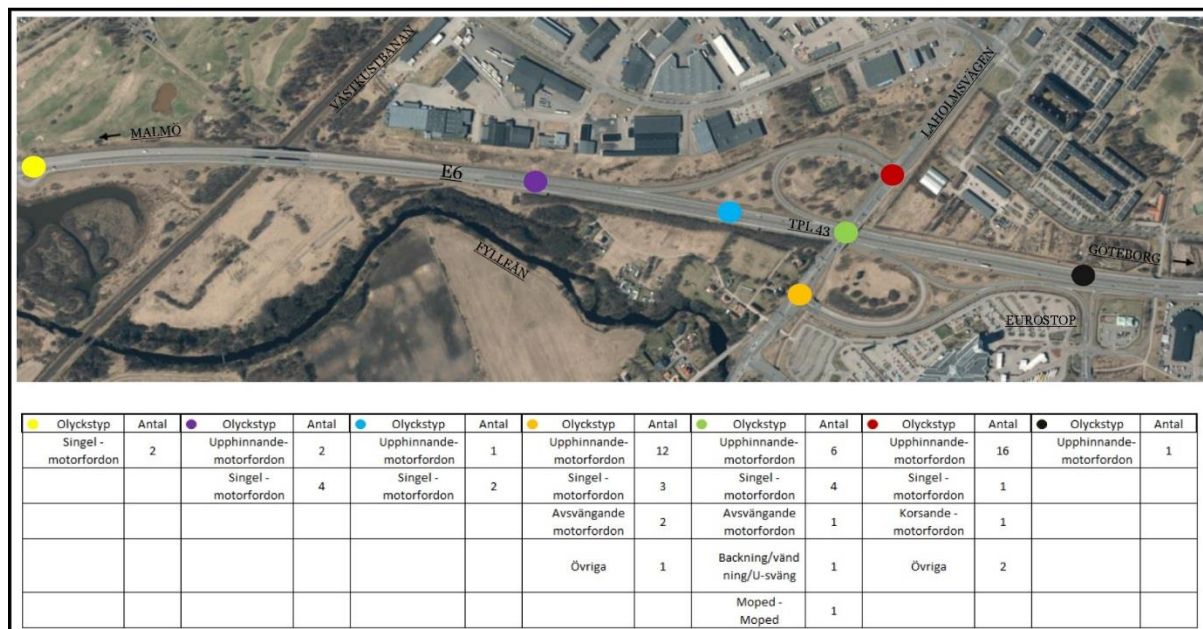 VÄSTKUSTBANAN
LAHOLMSVÄGEN
MALMÖ
E6
TPL 43
FYLLEÅN
GÖTEBORG
EUROSTOP
Olyckstyp Antal Olyckstyp Antal Olyckstyp Antal Olyckstyp Antal Olyckstyp Antal Olyckstyp Antal Olyckstyp Antal
Singel - motorfordon 2 Upphinnande- motorfordon 2 Upphinnande- motorfordon 1 Upphinnande- motorfordon 12 Upphinnande- motorfordon 6 Upphinnande- motorfordon 16 Upphinnande- motorfordon 1
Singel - motorfordon 4 Singel - motorfordon 2 Singel - motorfordon 3 Singel - motorfordon 4 Singel - motorfordon 1
Avsvängande motorfordon 2 Avsvängande motorfordon 1 Korsande - motorfordon 1
Övriga 1 Backning/vänd ning/U-sväng 1 Övriga 2
Moped - Moped 1